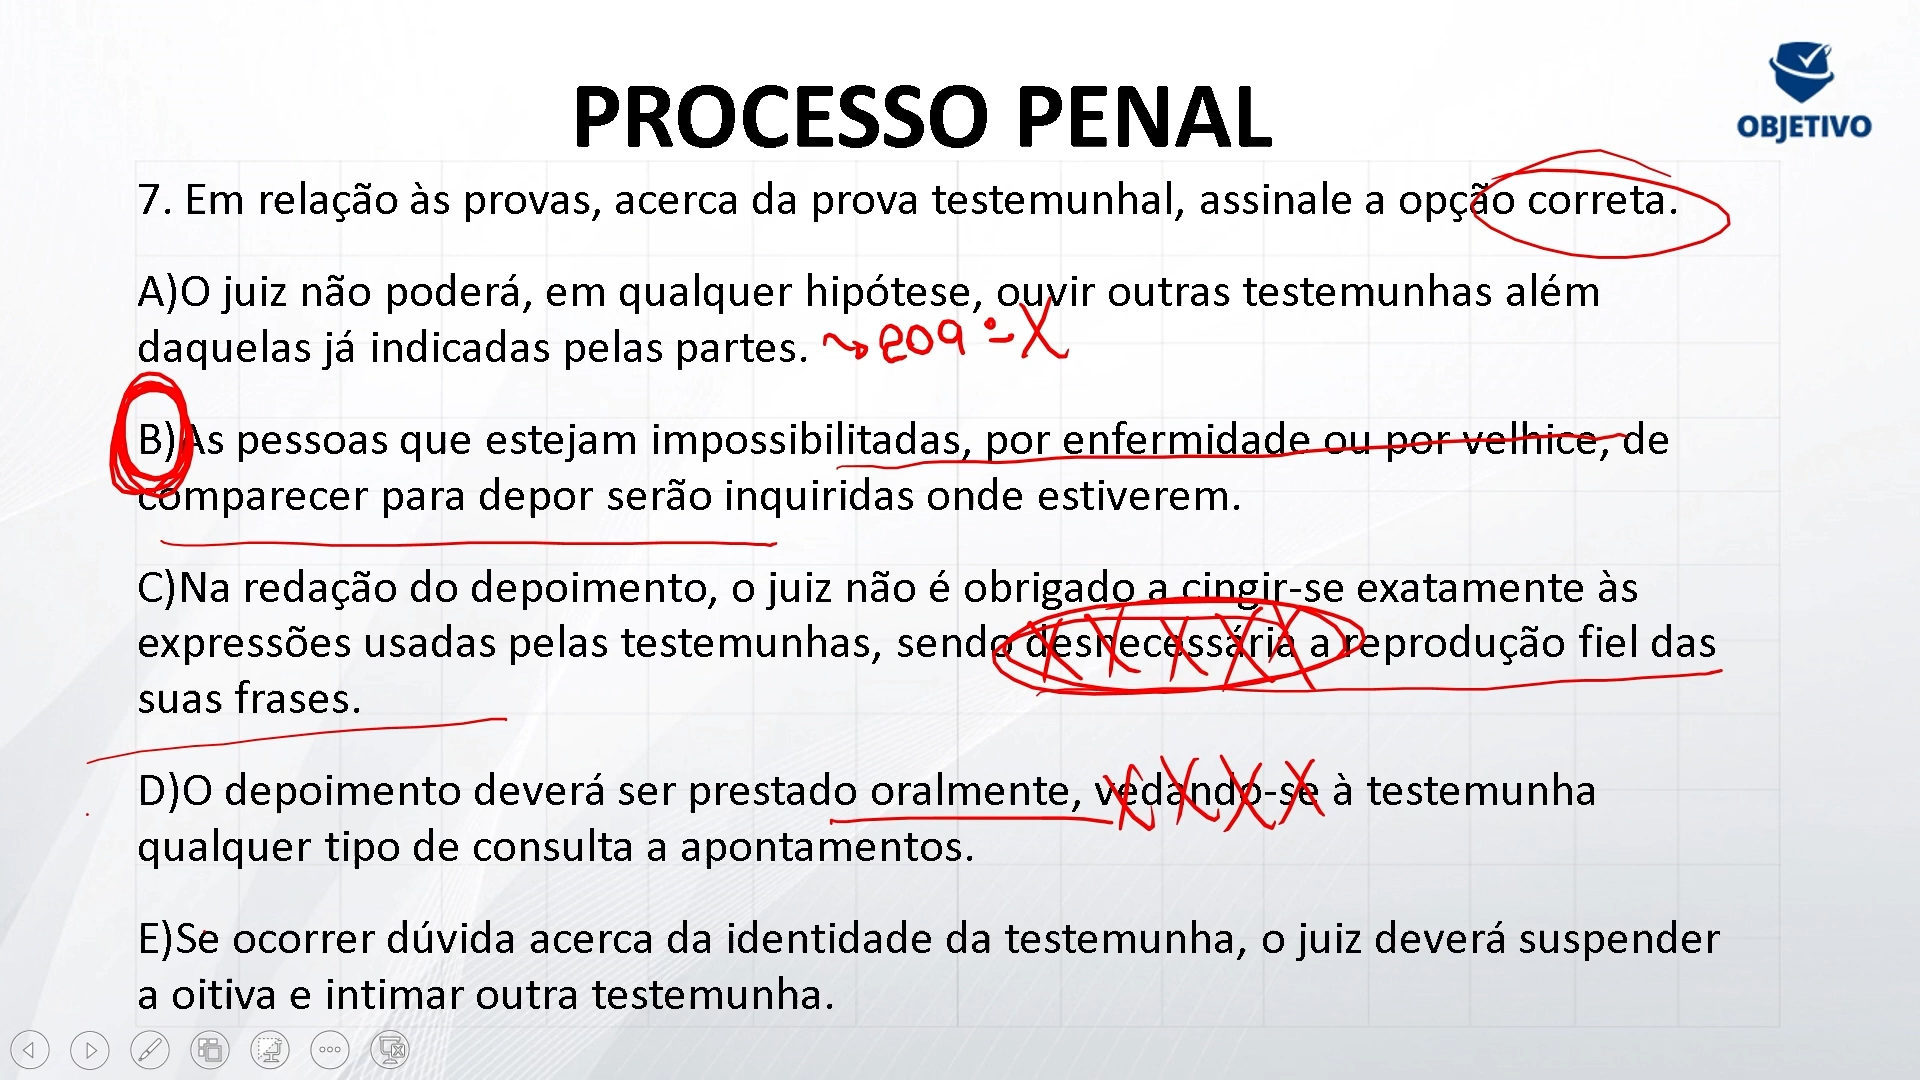 PROCESSO PENAL
OBJETIVO
7. Em relação às provas, acerca da prova testemunhal, assinale a opção correta.
A)O juiz não poderá, em qualquer hipótese, ouvir outras testemunhas além
daquelas já indicadas pelas partes. 209
B)As pessoas que estejam impossibilitadas, por enfermidade ou por velhice, de
comparecer para depor serão inquiridas onde estiverem.
C)Na redação do depoimento, o juiz não é obrigado a cingir-se exatamente às
expressões usadas pelas testemunhas, sendo desnecessária a reprodução fiel das
suas frases.
D)O depoimento deverá ser prestado oralmente, vedando-se à testemunha
qualquer tipo de consulta a apontamentos.
E)Se ocorrer dúvida acerca da identidade da testemunha, o juiz deverá suspender
a oitiva e intimar outra testemunha.